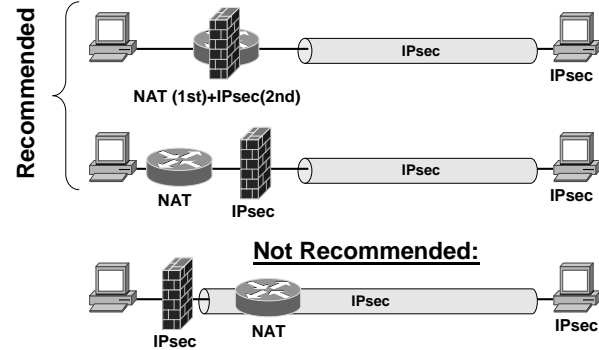 Recommended
IPsec
IPsec
NAT (1st)+IPsec(2nd)
IPsec
NAT
IPsec
IPsec
Not Recommended:
IPsec
IPsec
NAT
IPsec